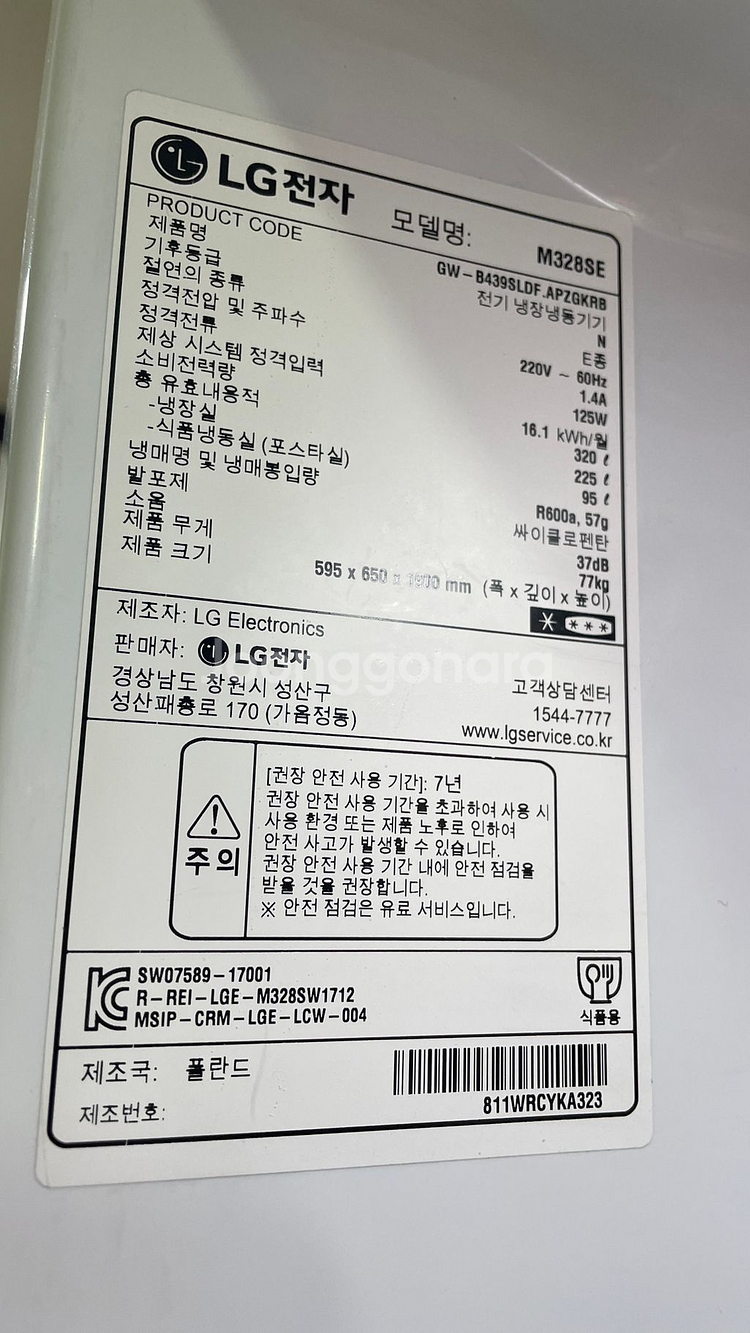 LG전자 모델명: M328SE
PRODUCT CODE GW-B439SLDF.APZGKRB
제품명 전기 냉장냉동기기
기후등급 N
절연의 종류 E종
정격전압 및 주파수 220V ~ 60Hz
정격전류 1.4A
제상 시스템 정격입력 125W
소비전력량 16.1 kWh/월
총 유효내용적 320 ℓ
-냉장실 225 ℓ
-식품냉동실 (포스타실) 95 ℓ
냉매명 및 냉매봉입량 R600a, 57g
발포제 싸이클로펜탄
소음 37dB
제품 무게 77kg
제품 크기 595 x 650 x mm (폭 x 깊이 x 높이)
제조자: LG Electronics
판매자: LG전자
경상남도 창원시 성산구
성산패총로 170 (가음정동)
고객상담센터
1544-7777
www.lgservice.co.kr
[권장 안전 사용 기간]: 7년
권장 안전 사용 기간을 초과하여 사용 시
사용 환경 또는 제품 노후로 인하여
안전 사고가 발생할 수 있습니다.
권장 안전 사용 기간 내에 안전 점검을
받을 것을 권장합니다.
※ 안전 점검은 유료 서비스입니다.
주의
SW07589-17001
R-REI-LGE-M328SW1712
MSIP-CRM-LGE-LCW-004
식품용
제조국: 폴란드
제조번호: 811WRCYKA323
joonggonara